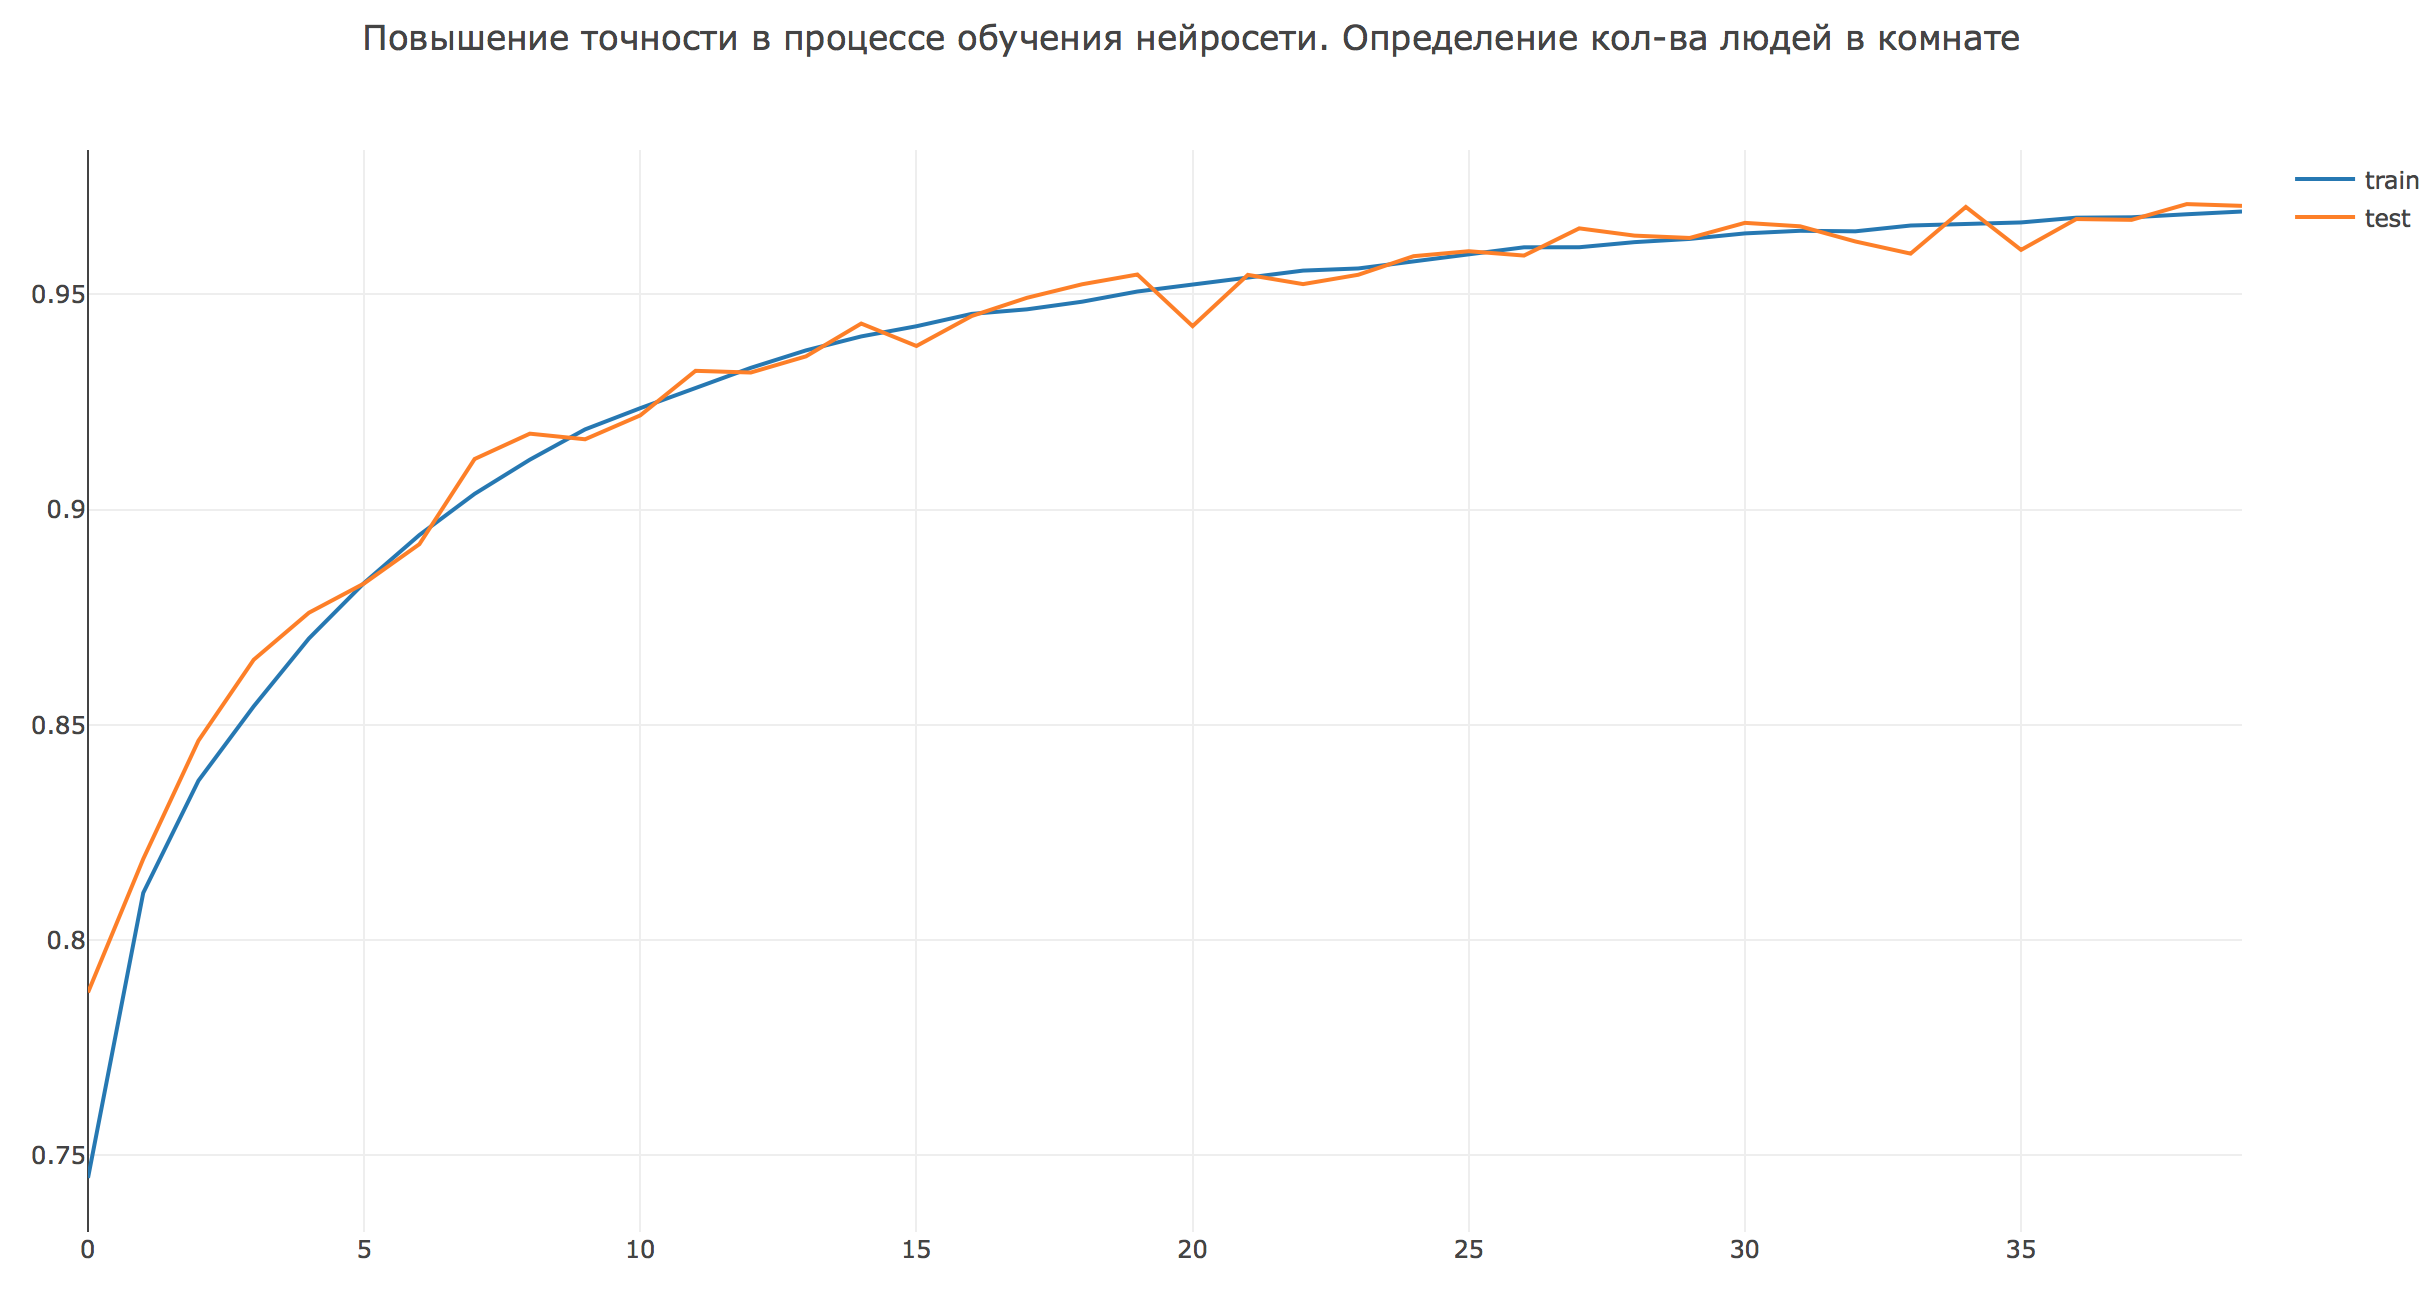 Повышение точности в процессе обучения нейросети. Определение кол-ва людей в комнате
train
test
0.95
0.9
0.85
0.8
0.75
0 5 10 15 20 25 30 35